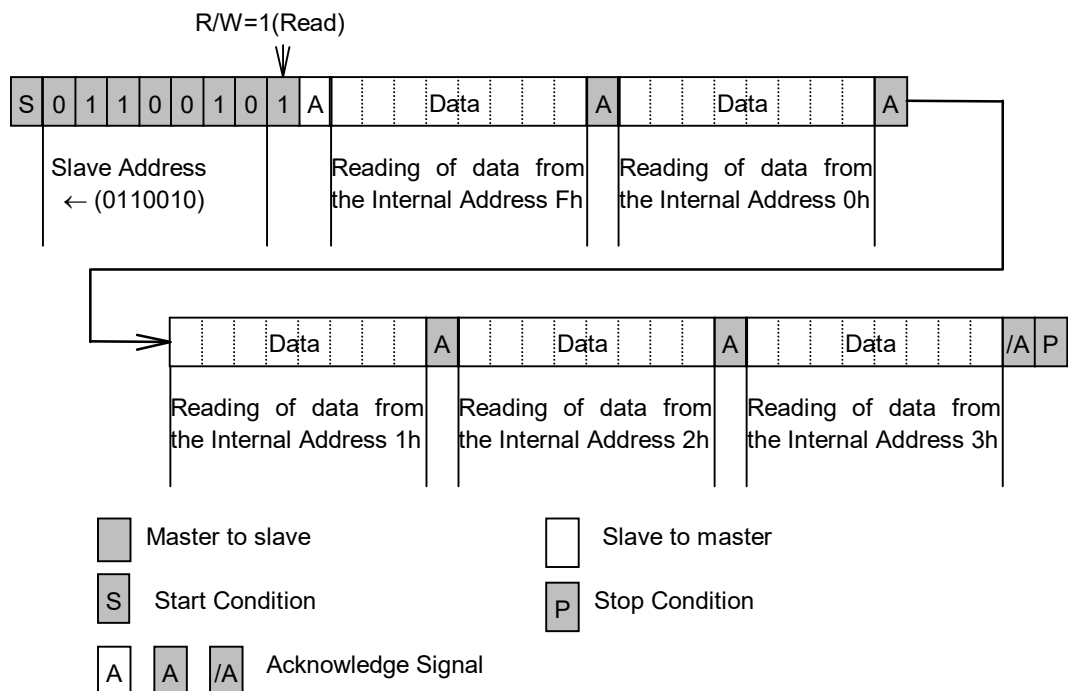 R/W=1(Read)
S 0 1 1 0 0 1 0 1 A Data A Data A
Slave Address
← (0110010)
Reading of data from
the Internal Address Fh
Reading of data from
the Internal Address 0h
Data A Data A Data /A P
Reading of data from
the Internal Address 1h
Reading of data from
the Internal Address 2h
Reading of data from
the Internal Address 3h
Master to slave
Slave to master
S Start Condition
P Stop Condition
A A /A Acknowledge Signal